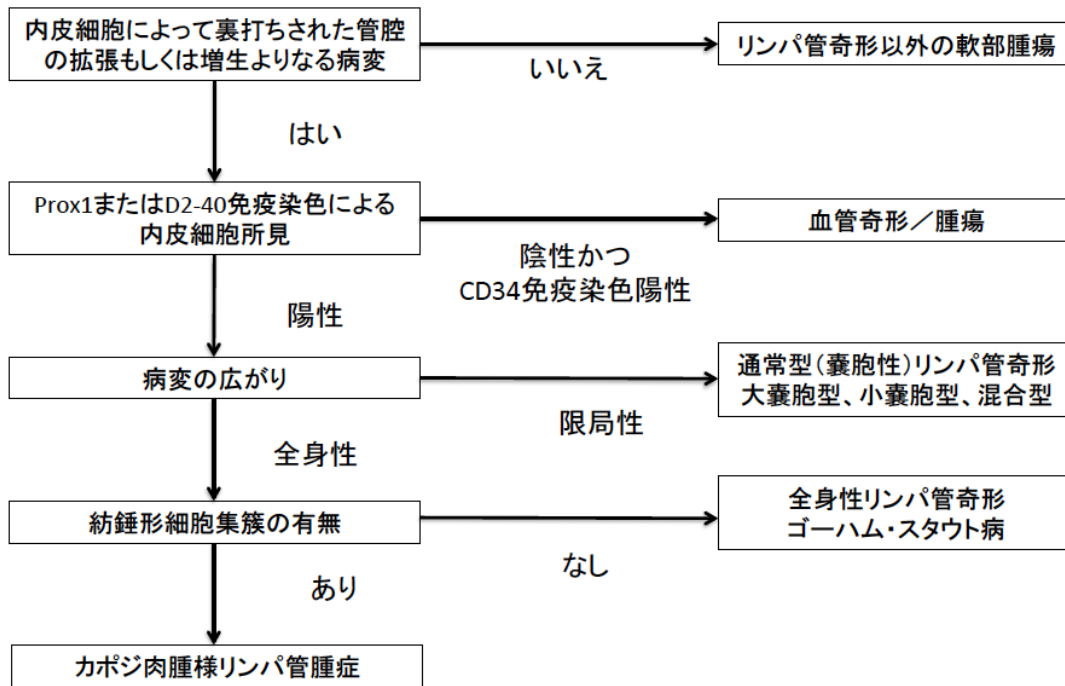 内皮細胞によって裏打ちされた管腔
の拡張もしくは増生よりなる病変
いいえ
リンパ管奇形以外の軟部腫瘍
はい
Prox1またはD2-40免疫染色による
内皮細胞所見
陰性かつ
CD34免疫染色陽性
血管奇形／腫瘍
陽性
病変の広がり
限局性
通常型(嚢胞性)リンパ管奇形
大嚢胞型、小嚢胞型、混合型
全身性
紡錘形細胞集簇の有無
なし
全身性リンパ管奇形
ゴーハム・スタウト病
あり
カポジ肉腫様リンパ管腫症